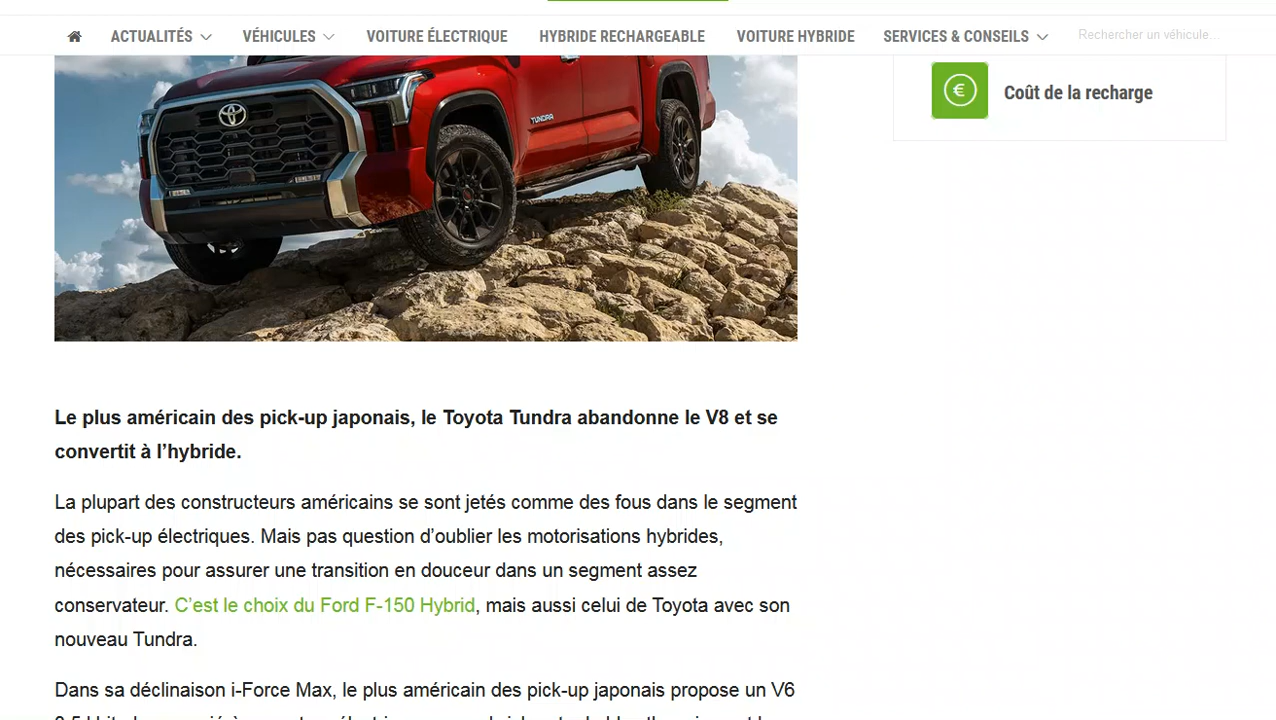 ACTUALITÉS
VÉHICULES
VOITURE ÉLECTRIQUE
HYBRIDE RECHARGEABLE
VOITURE HYBRIDE
SERVICES & CONSEILS
Rechercher un véhicule...
€
Coût de la recharge
TUNDRA
Le plus américain des pick-up japonais, le Toyota Tundra abandonne le V8 et se
convertit à l’hybride.
La plupart des constructeurs américains se sont jetés comme des fous dans le segment
des pick-up électriques. Mais pas question d’oublier les motorisations hybrides,
nécessaires pour assurer une transition en douceur dans un segment assez
conservateur. C’est le choix du Ford F-150 Hybrid, mais aussi celui de Toyota avec son
nouveau Tundra.
Dans sa déclinaison i-Force Max, le plus américain des pick-up japonais propose un V6